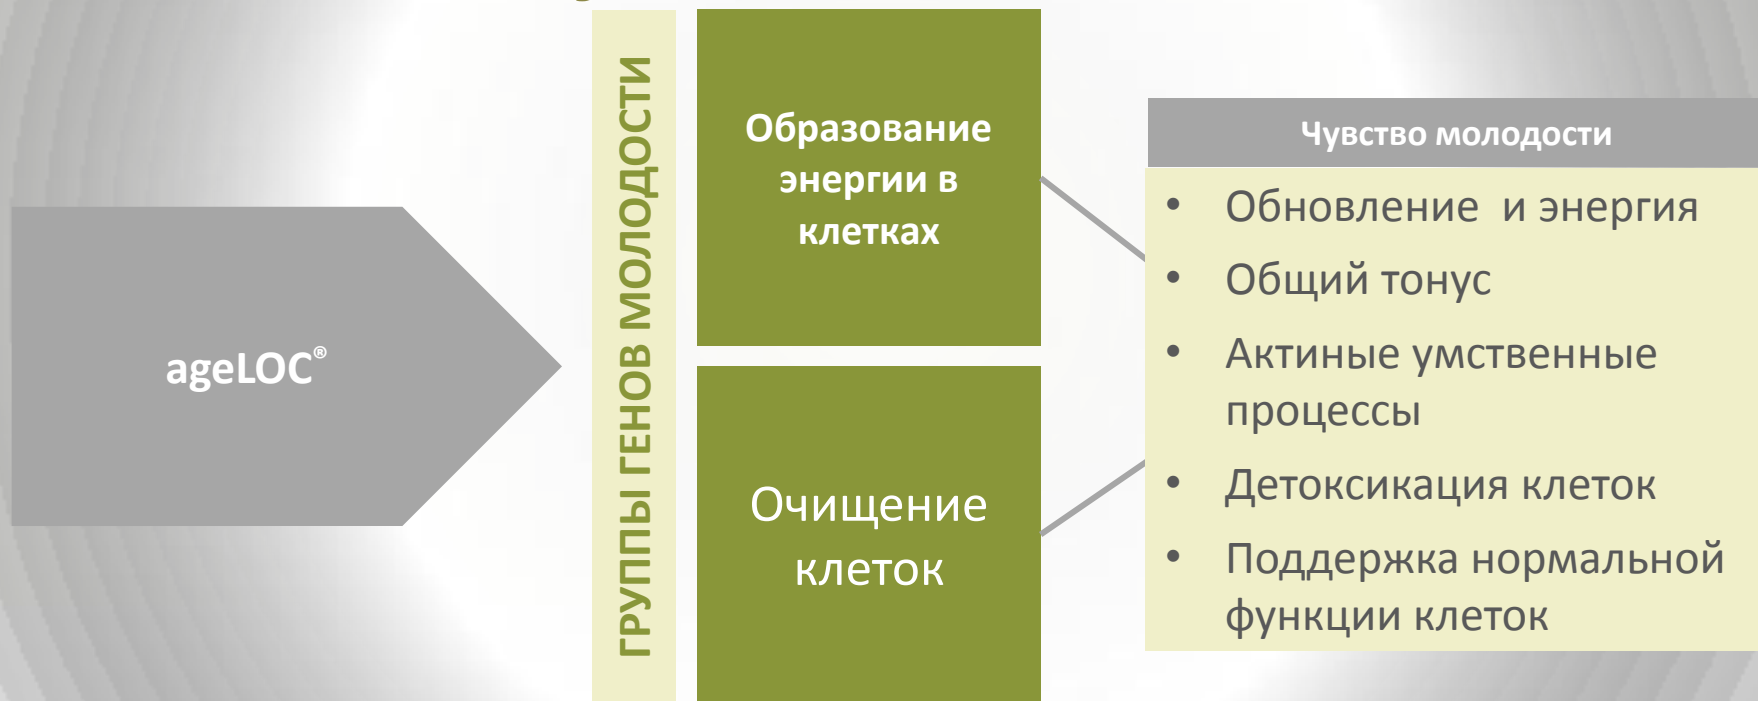 ageLOC®
ГРУППЫ ГЕНОВ МОЛОДОСТИ
Образование
энергии в
клетках
Очищение
клеток
Чувство молодости
• Обновление и энергия
• Общий тонус
• Актиные умственные
процессы
• Детоксикация клеток
• Поддержка нормальной
функции клеток